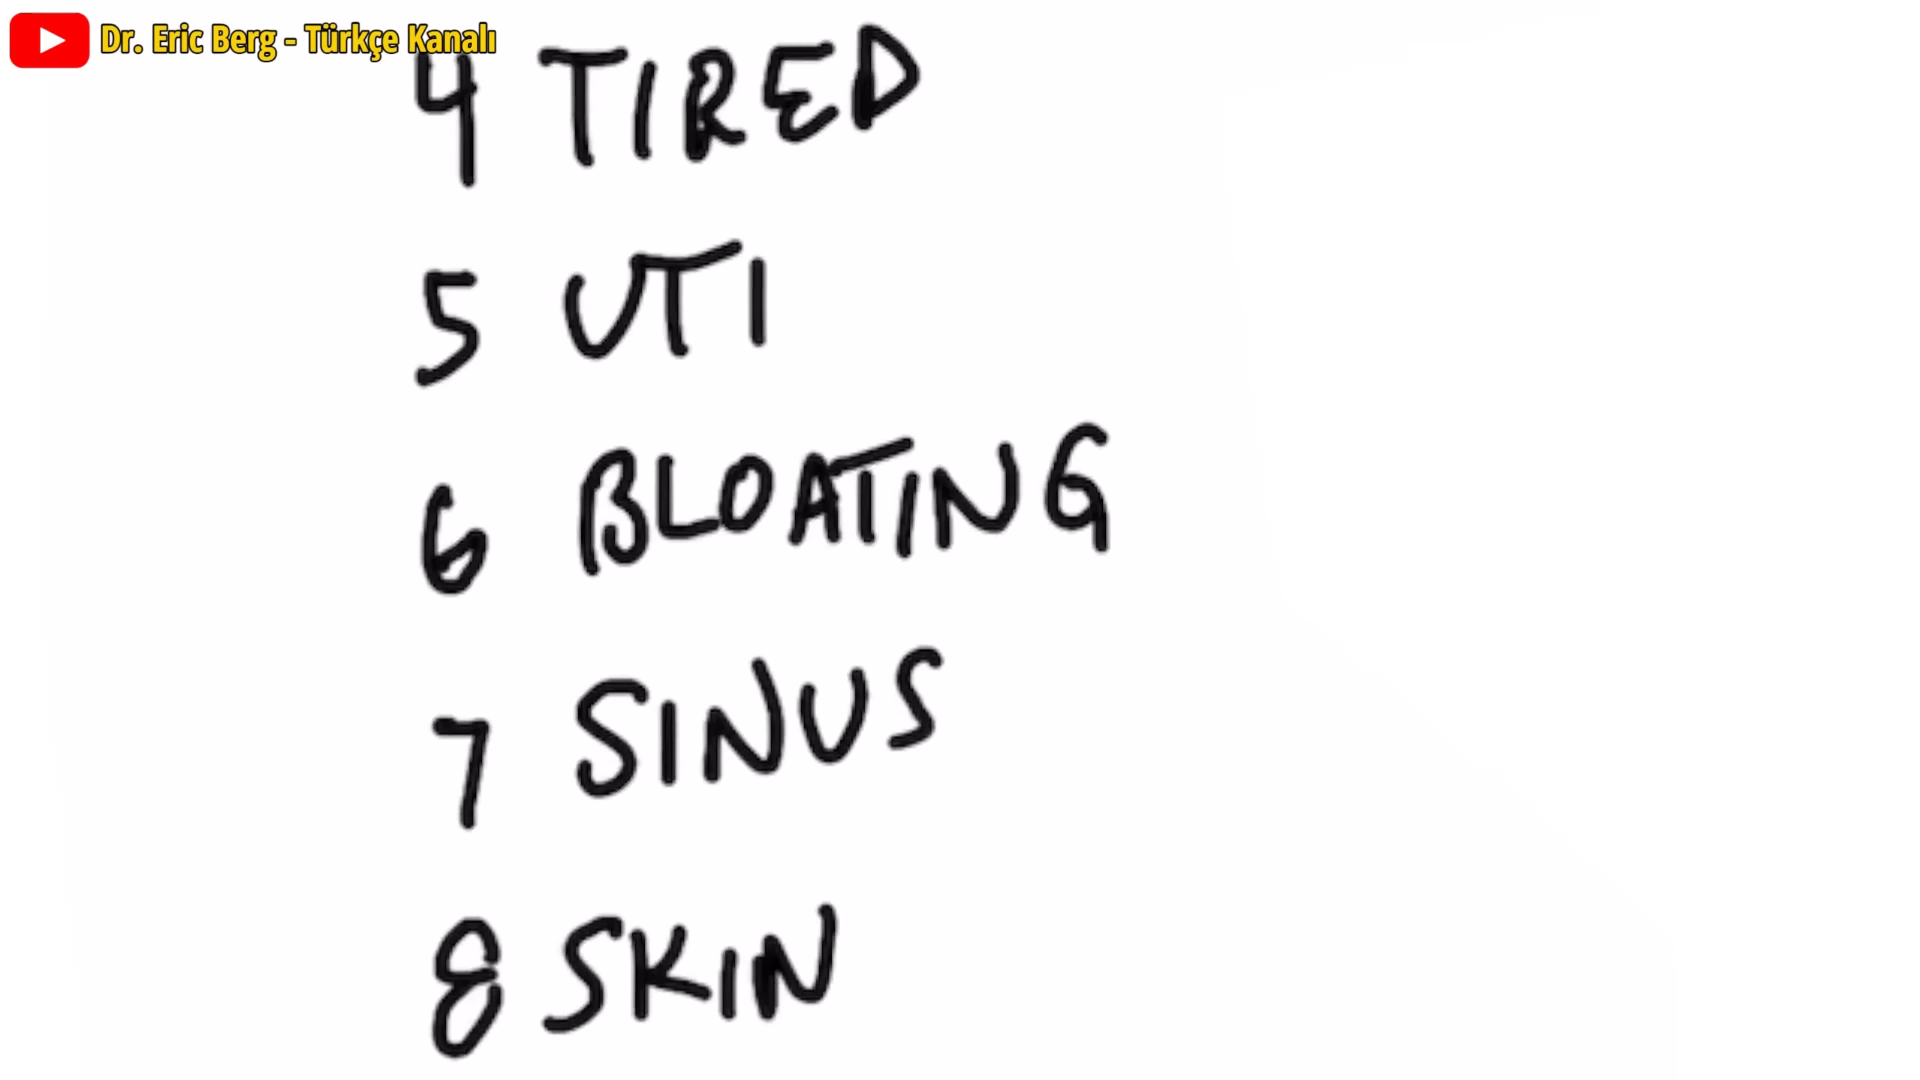 Dr. Eric Berg - Türkçe Kanalı
4 TIRED
5 UTI
6 BLOATING
7 SINUS
8 SKIN